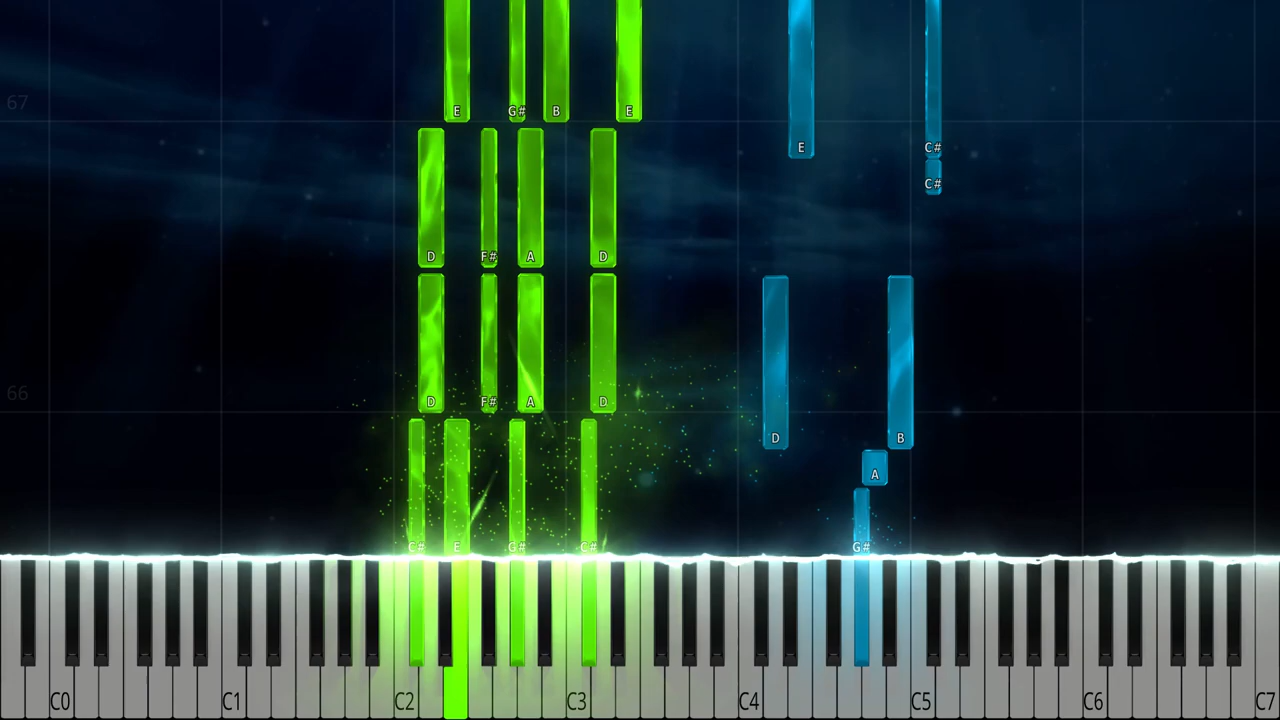 67
E G# B E
E C#
C#
D F# A D
66
D F# A D
D B
A
C# E G# C# G#
C0 C1 C2 C3 C4 C5 C6 C7